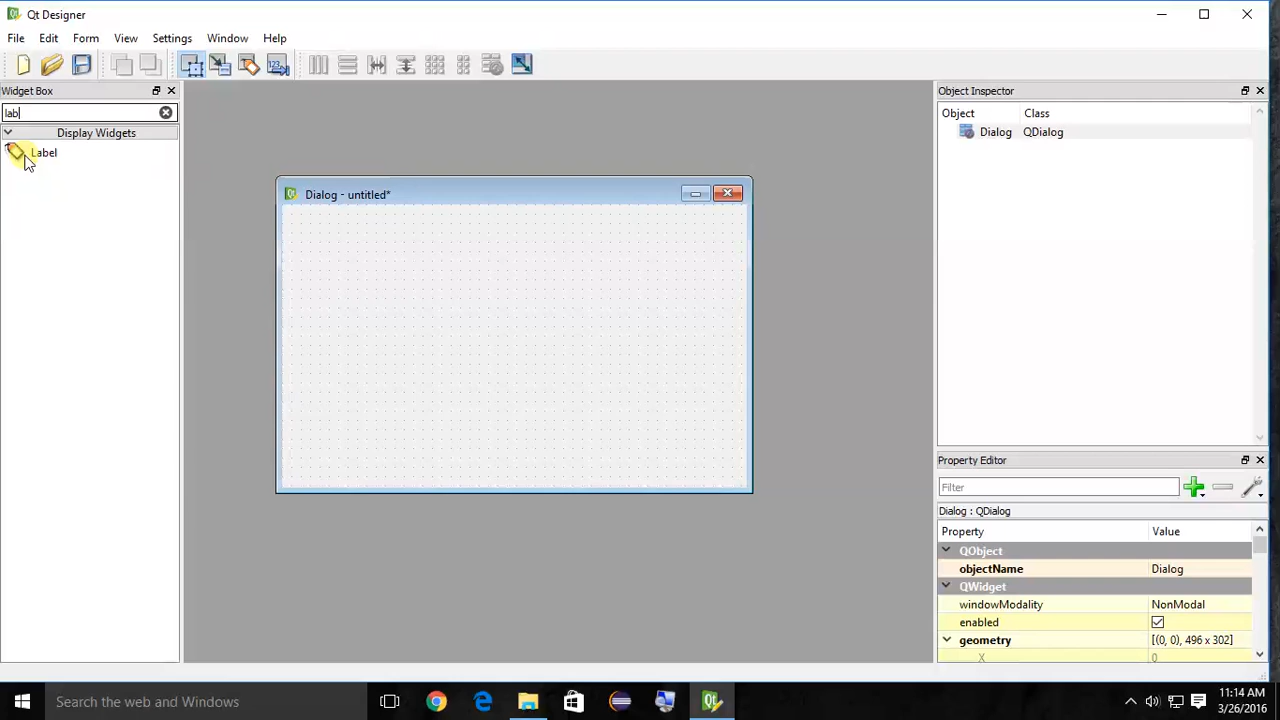 Qt Designer
File Edit Form View Settings Window Help
Widget Box
lab
Display Widgets
Label
Dialog - untitled*
Object Inspector
Object Class
Dialog QDialog
Property Editor
Filter
Dialog : QDialog
Property Value
QObject
objectName Dialog
QWidget
windowModality NonModal
enabled
geometry [(0, 0), 496 x 302]
X 0
Search the web and Windows
11:14 AM
3/26/2016